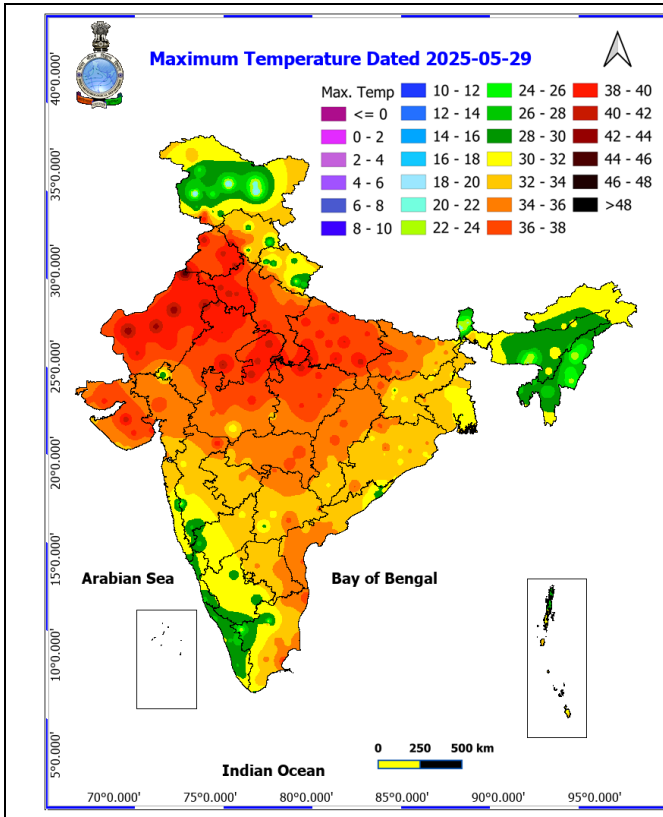 Maximum Temperature Dated 2025-05-29
Max. Temp
<= 0
0 - 2
2 - 4
4 - 6
6 - 8
8 - 10
10 - 12
12 - 14
14 - 16
16 - 18
18 - 20
20 - 22
22 - 24
24 - 26
26 - 28
28 - 30
30 - 32
32 - 34
34 - 36
36 - 38
38 - 40
40 - 42
42 - 44
44 - 46
46 - 48
>48
40°0.000'
35°0.000'
30°0.000'
25°0.000'
20°0.000'
15°0.000'
10°0.000'
5°0.000'
Arabian Sea
Bay of Bengal
Indian Ocean
0 250 500 km
70°0.000' 75°0.000' 80°0.000' 85°0.000' 90°0.000' 95°0.000'